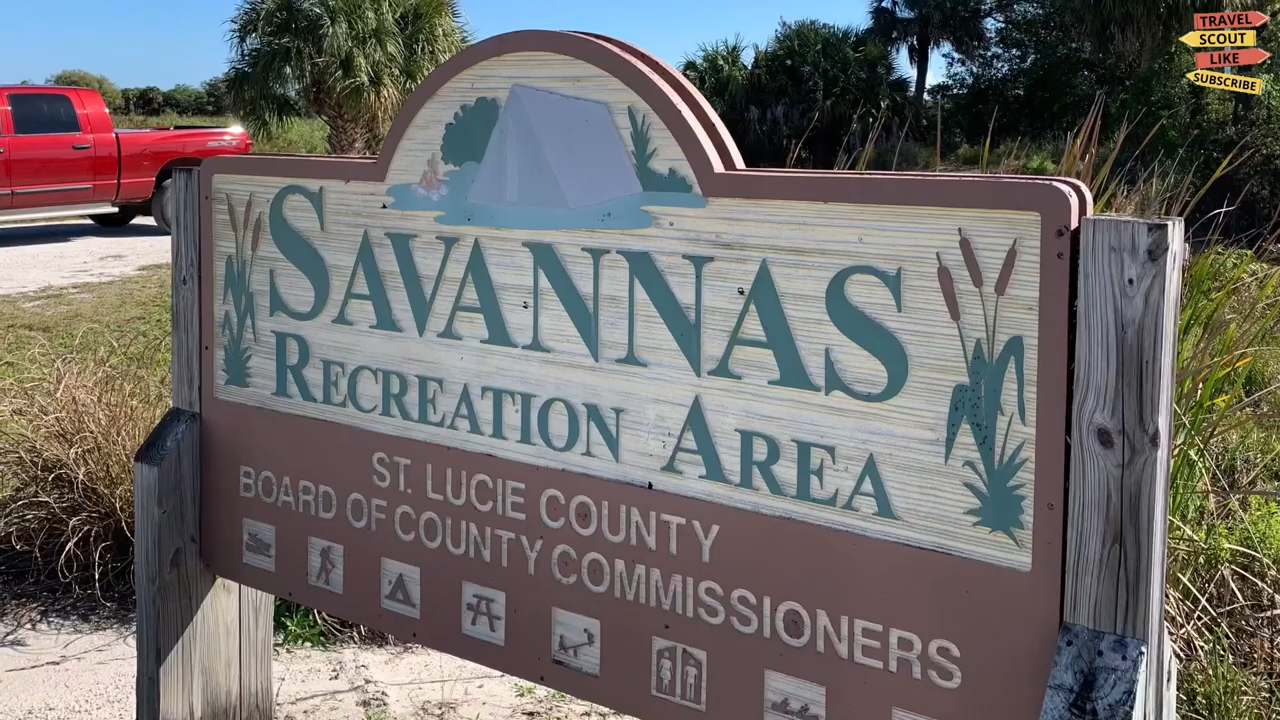 TRAVEL
SCOUT
LIKE
SUBSCRIBE
SAVANNAS
RECREATION AREA
ST. LUCIE COUNTY
BOARD OF COUNTY COMMISSIONERS